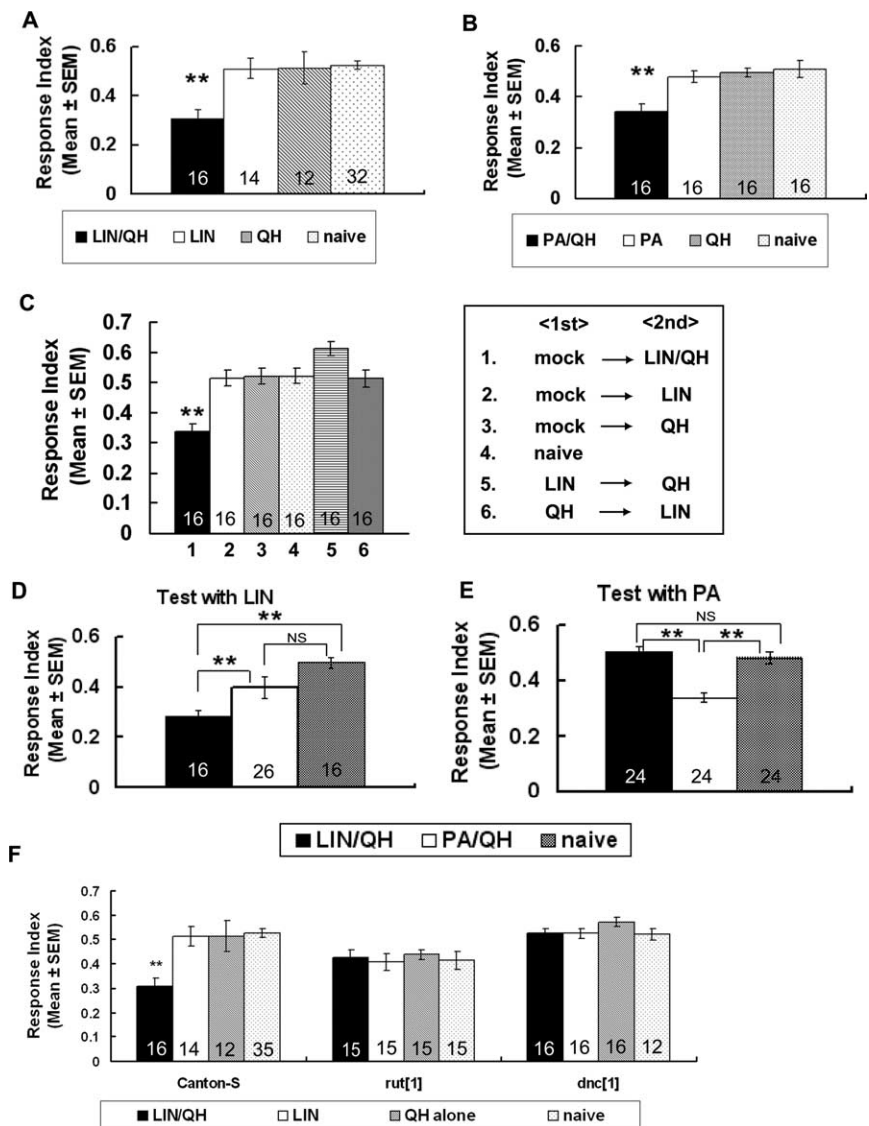 A
Response Index
(Mean ± SEM)
0.6
0.4
0.2
0
**
16
14
12
32
LIN/QH LIN QH naive
B
Response Index
(Mean ± SEM)
0.6
0.4
0.2
0
**
16
16
16
16
PA/QH PA QH naive
C
Response Index
(Mean ± SEM)
0.7
0.6
0.5
0.4
0.3
0.2
0.1
0
**
16
16
16
16
16
16
1 2 3 4 5 6
<1st> <2nd>
1. mock → LIN/QH
2. mock → LIN
3. mock → QH
4. naive
5. LIN → QH
6. QH → LIN
D
Test with LIN
Response Index
(Mean ± SEM)
0.6
0.4
0.2
0
**
**
NS
16
26
16
E
Test with PA
Response Index
(Mean ± SEM)
0.6
0.4
0.2
0
NS
** **
24
24
24
LIN/QH PA/QH naive
F
Response Index
(Mean ± SEM)
0.7
0.6
0.5
0.4
0.3
0.2
0.1
0
**
16 14 12 35
15 15 15 15
16 16 16 12
Canton-S rut[1] dnc[1]
LIN/QH LIN QH alone naive